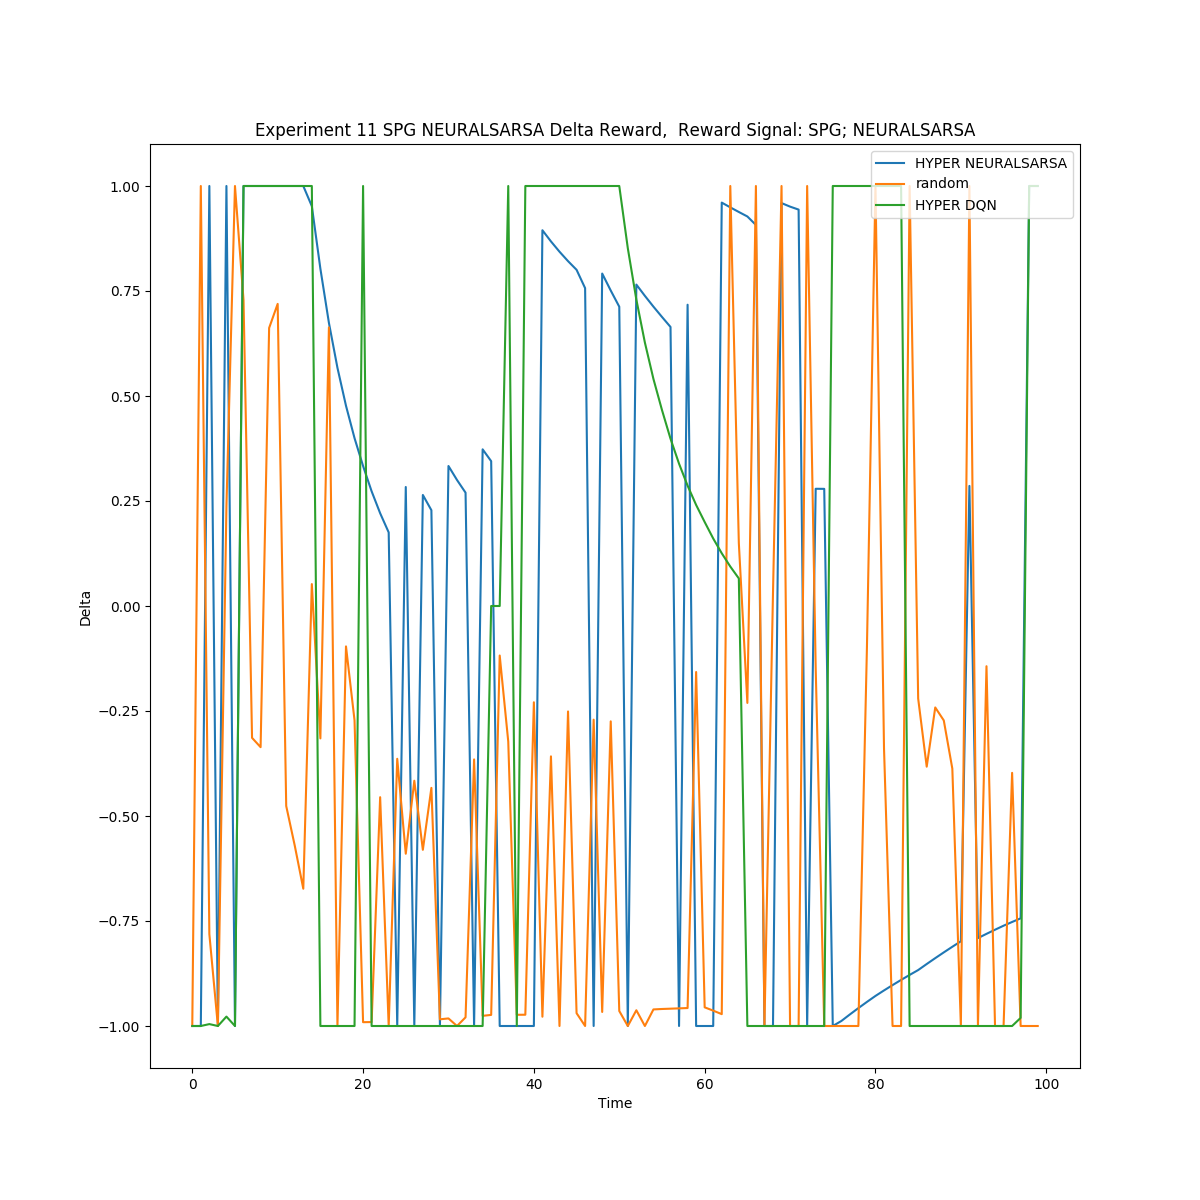 Experiment 11 SPG NEURALSARSA Delta Reward,  Reward Signal: SPG; NEURALSARSA
HYPER NEURALSARSA
random
HYPER DQN
1.00
0.75
0.50
0.25
0.00
−0.25
−0.50
−0.75
−1.00
Delta
0 20 40 60 80 100
Time